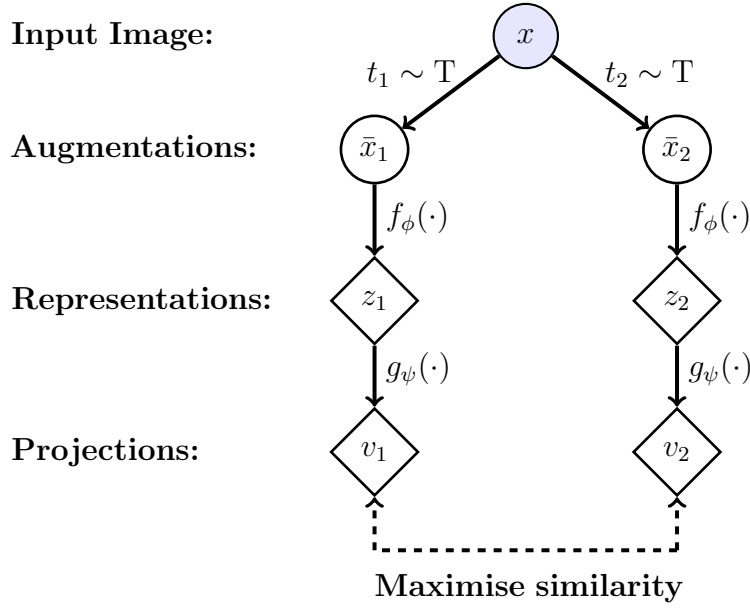 Input Image: x
t₁ ~ T t₂ ~ T
Augmentations: x̄₁ x̄₂
f_ϕ(·) f_ϕ(·)
Representations: z₁ z₂
g_ψ(·) g_ψ(·)
Projections: v₁ v₂
Maximise similarity